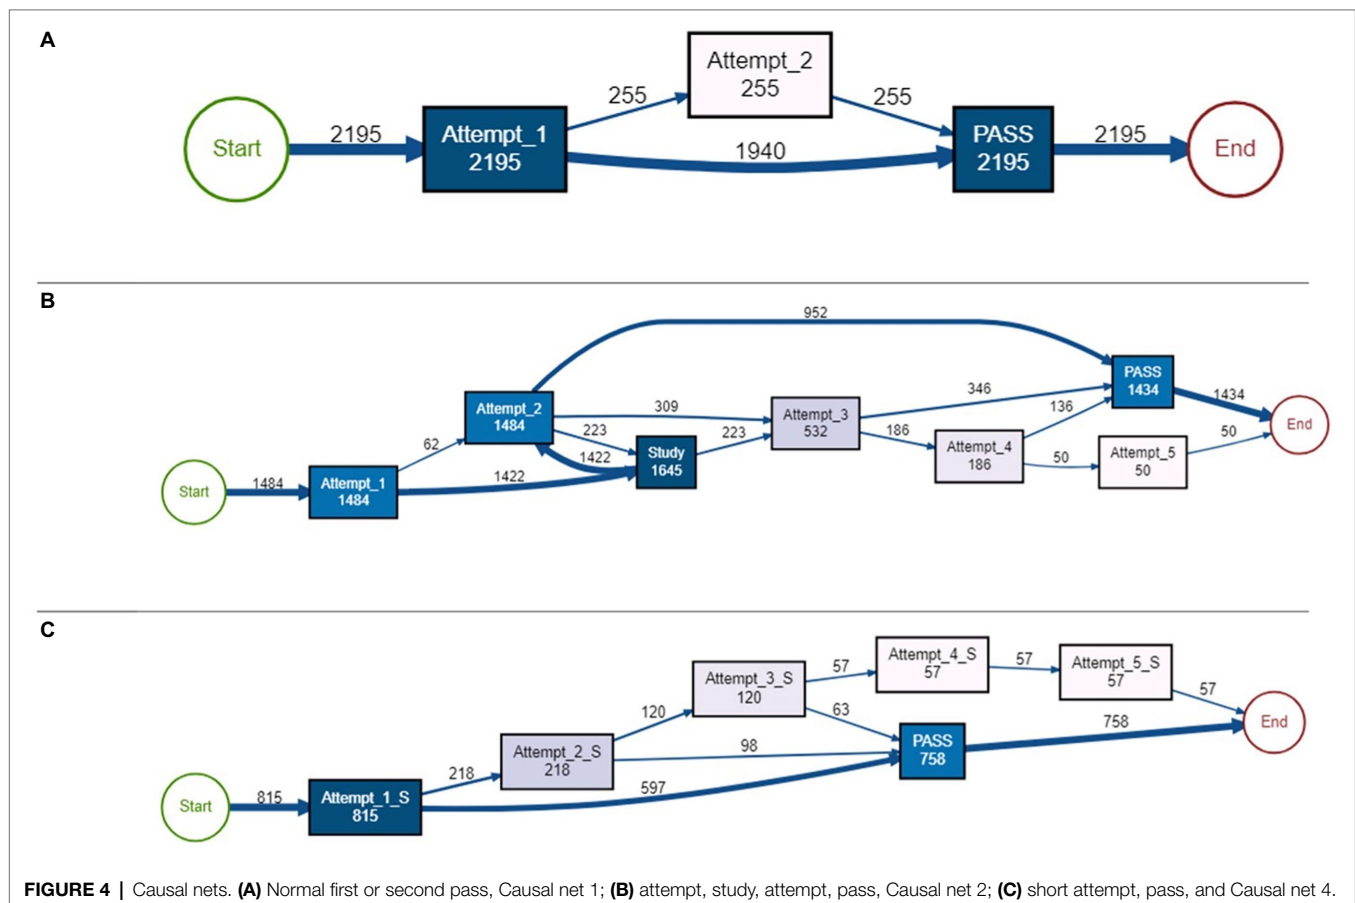 A
Start
2195
Attempt_1
2195
255
Attempt_2
255
255
1940
PASS
2195
2195
End
B
Start
1484
Attempt_1
1484
62
1422
Attempt_2
1484
952
309
223
1422
Study
1645
223
Attempt_3
532
346
186
Attempt_4
186
136
50
Attempt_5
50
PASS
1434
1434
50
End
C
Start
815
Attempt_1_S
815
218
597
Attempt_2_S
218
120
98
Attempt_3_S
120
57
63
Attempt_4_S
57
57
Attempt_5_S
57
57
PASS
758
758
End
FIGURE 4 | Causal nets. (A) Normal first or second pass, Causal net 1; (B) attempt, study, attempt, pass, Causal net 2; (C) short attempt, pass, and Causal net 4.